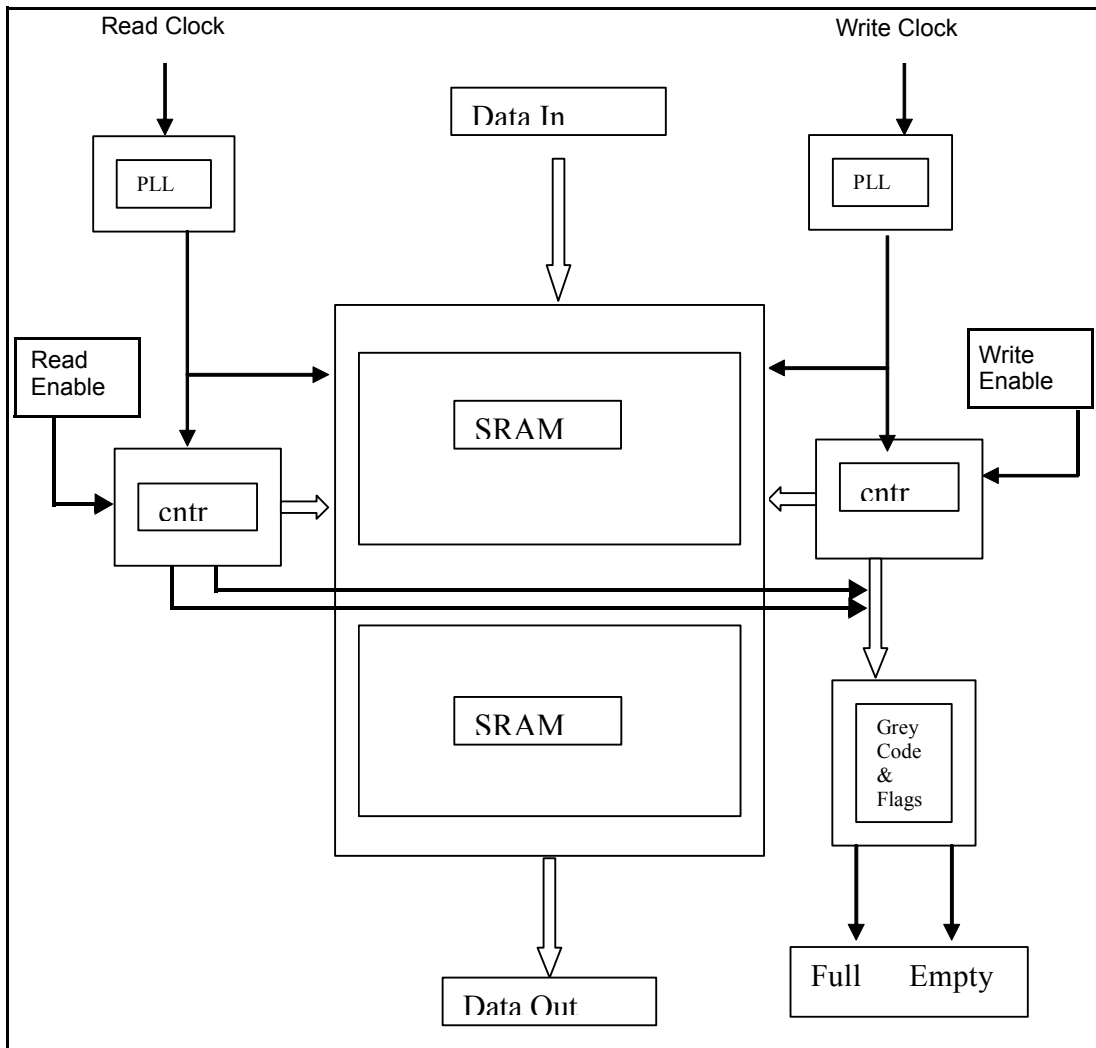 Read Clock
Write Clock
Data In
PLL
PLL
Read
Enable
Write
Enable
SRAM
cntr
cntr
SRAM
Grey
Code
&
Flags
Full Empty
Data Out